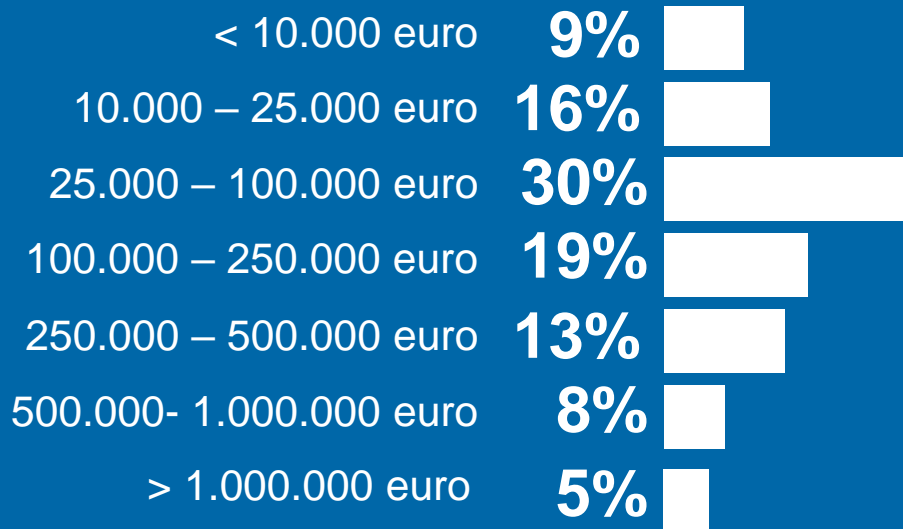 < 10.000 euro 9%
10.000 – 25.000 euro 16%
25.000 – 100.000 euro 30%
100.000 – 250.000 euro 19%
250.000 – 500.000 euro 13%
500.000- 1.000.000 euro 8%
> 1.000.000 euro 5%